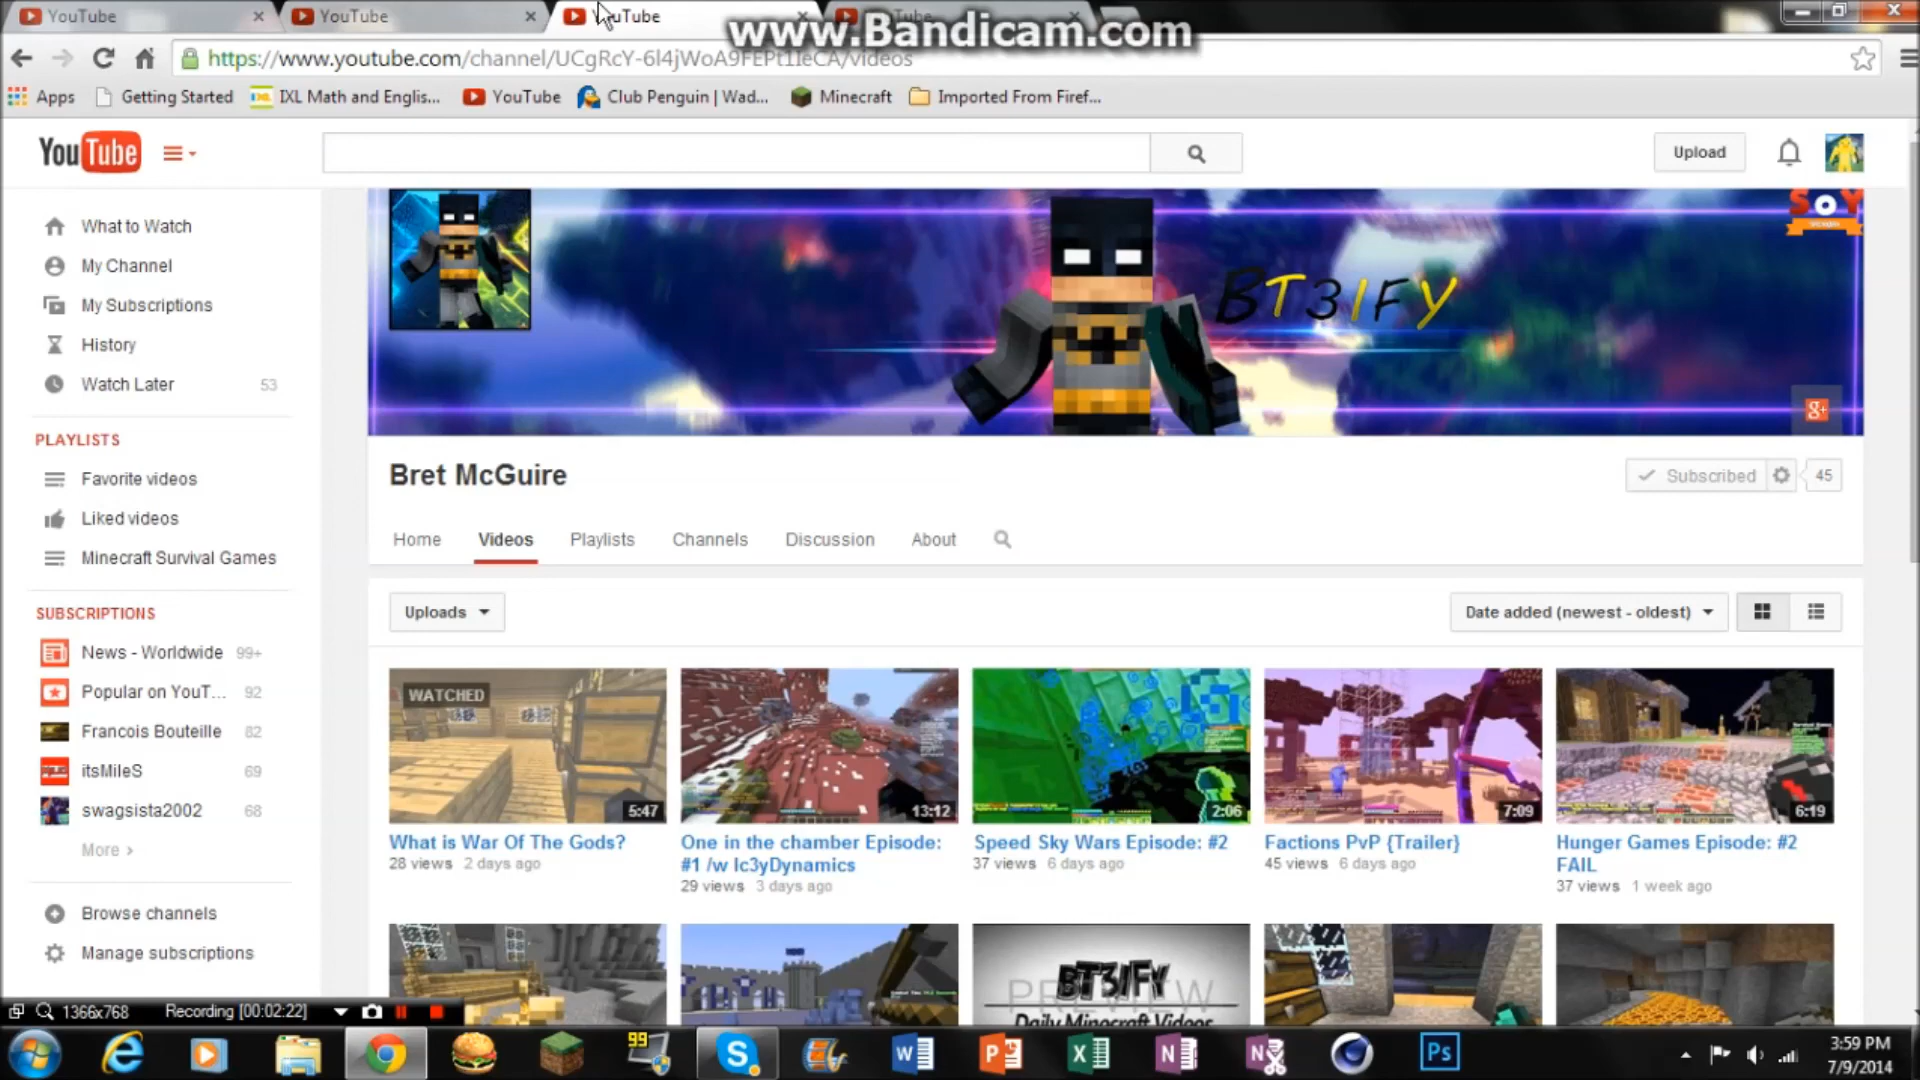 YouTube
YouTube
YouTube
www.Bandicam.com
https://www.youtube.com/channel/UCgRcY-6l4jWoA9FEPt1IeCA/videos
Apps
Getting Started
IXL Math and Englis...
YouTube
Club Penguin | Wad...
Minecraft
Imported From Firef...
YouTube
Upload
What to Watch
My Channel
My Subscriptions
History
Watch Later 53
PLAYLISTS
Favorite videos
Liked videos
Minecraft Survival Games
SUBSCRIPTIONS
News - Worldwide 99+
Popular on YouT... 92
Francois Bouteille 82
itsMileS 69
swagsista2002 68
More ›
Browse channels
Manage subscriptions
SOY
BT3IFY
g+
Bret McGuire
Subscribed 45
Home
Videos
Playlists
Channels
Discussion
About
Uploads
Date added (newest - oldest)
WATCHED
5:47
What is War Of The Gods?
28 views 2 days ago
13:12
One in the chamber Episode:
#1 /w Ic3yDynamics
29 views 3 days ago
2:06
Speed Sky Wars Episode: #2
37 views 6 days ago
7:09
Factions PvP {Trailer}
45 views 6 days ago
6:19
Hunger Games Episode: #2
FAIL
37 views 1 week ago
BT3IFY
PREVIEW
Daily Minecraft Videos
1366x768
Recording [00:02:22]
99
3:59 PM
7/9/2014